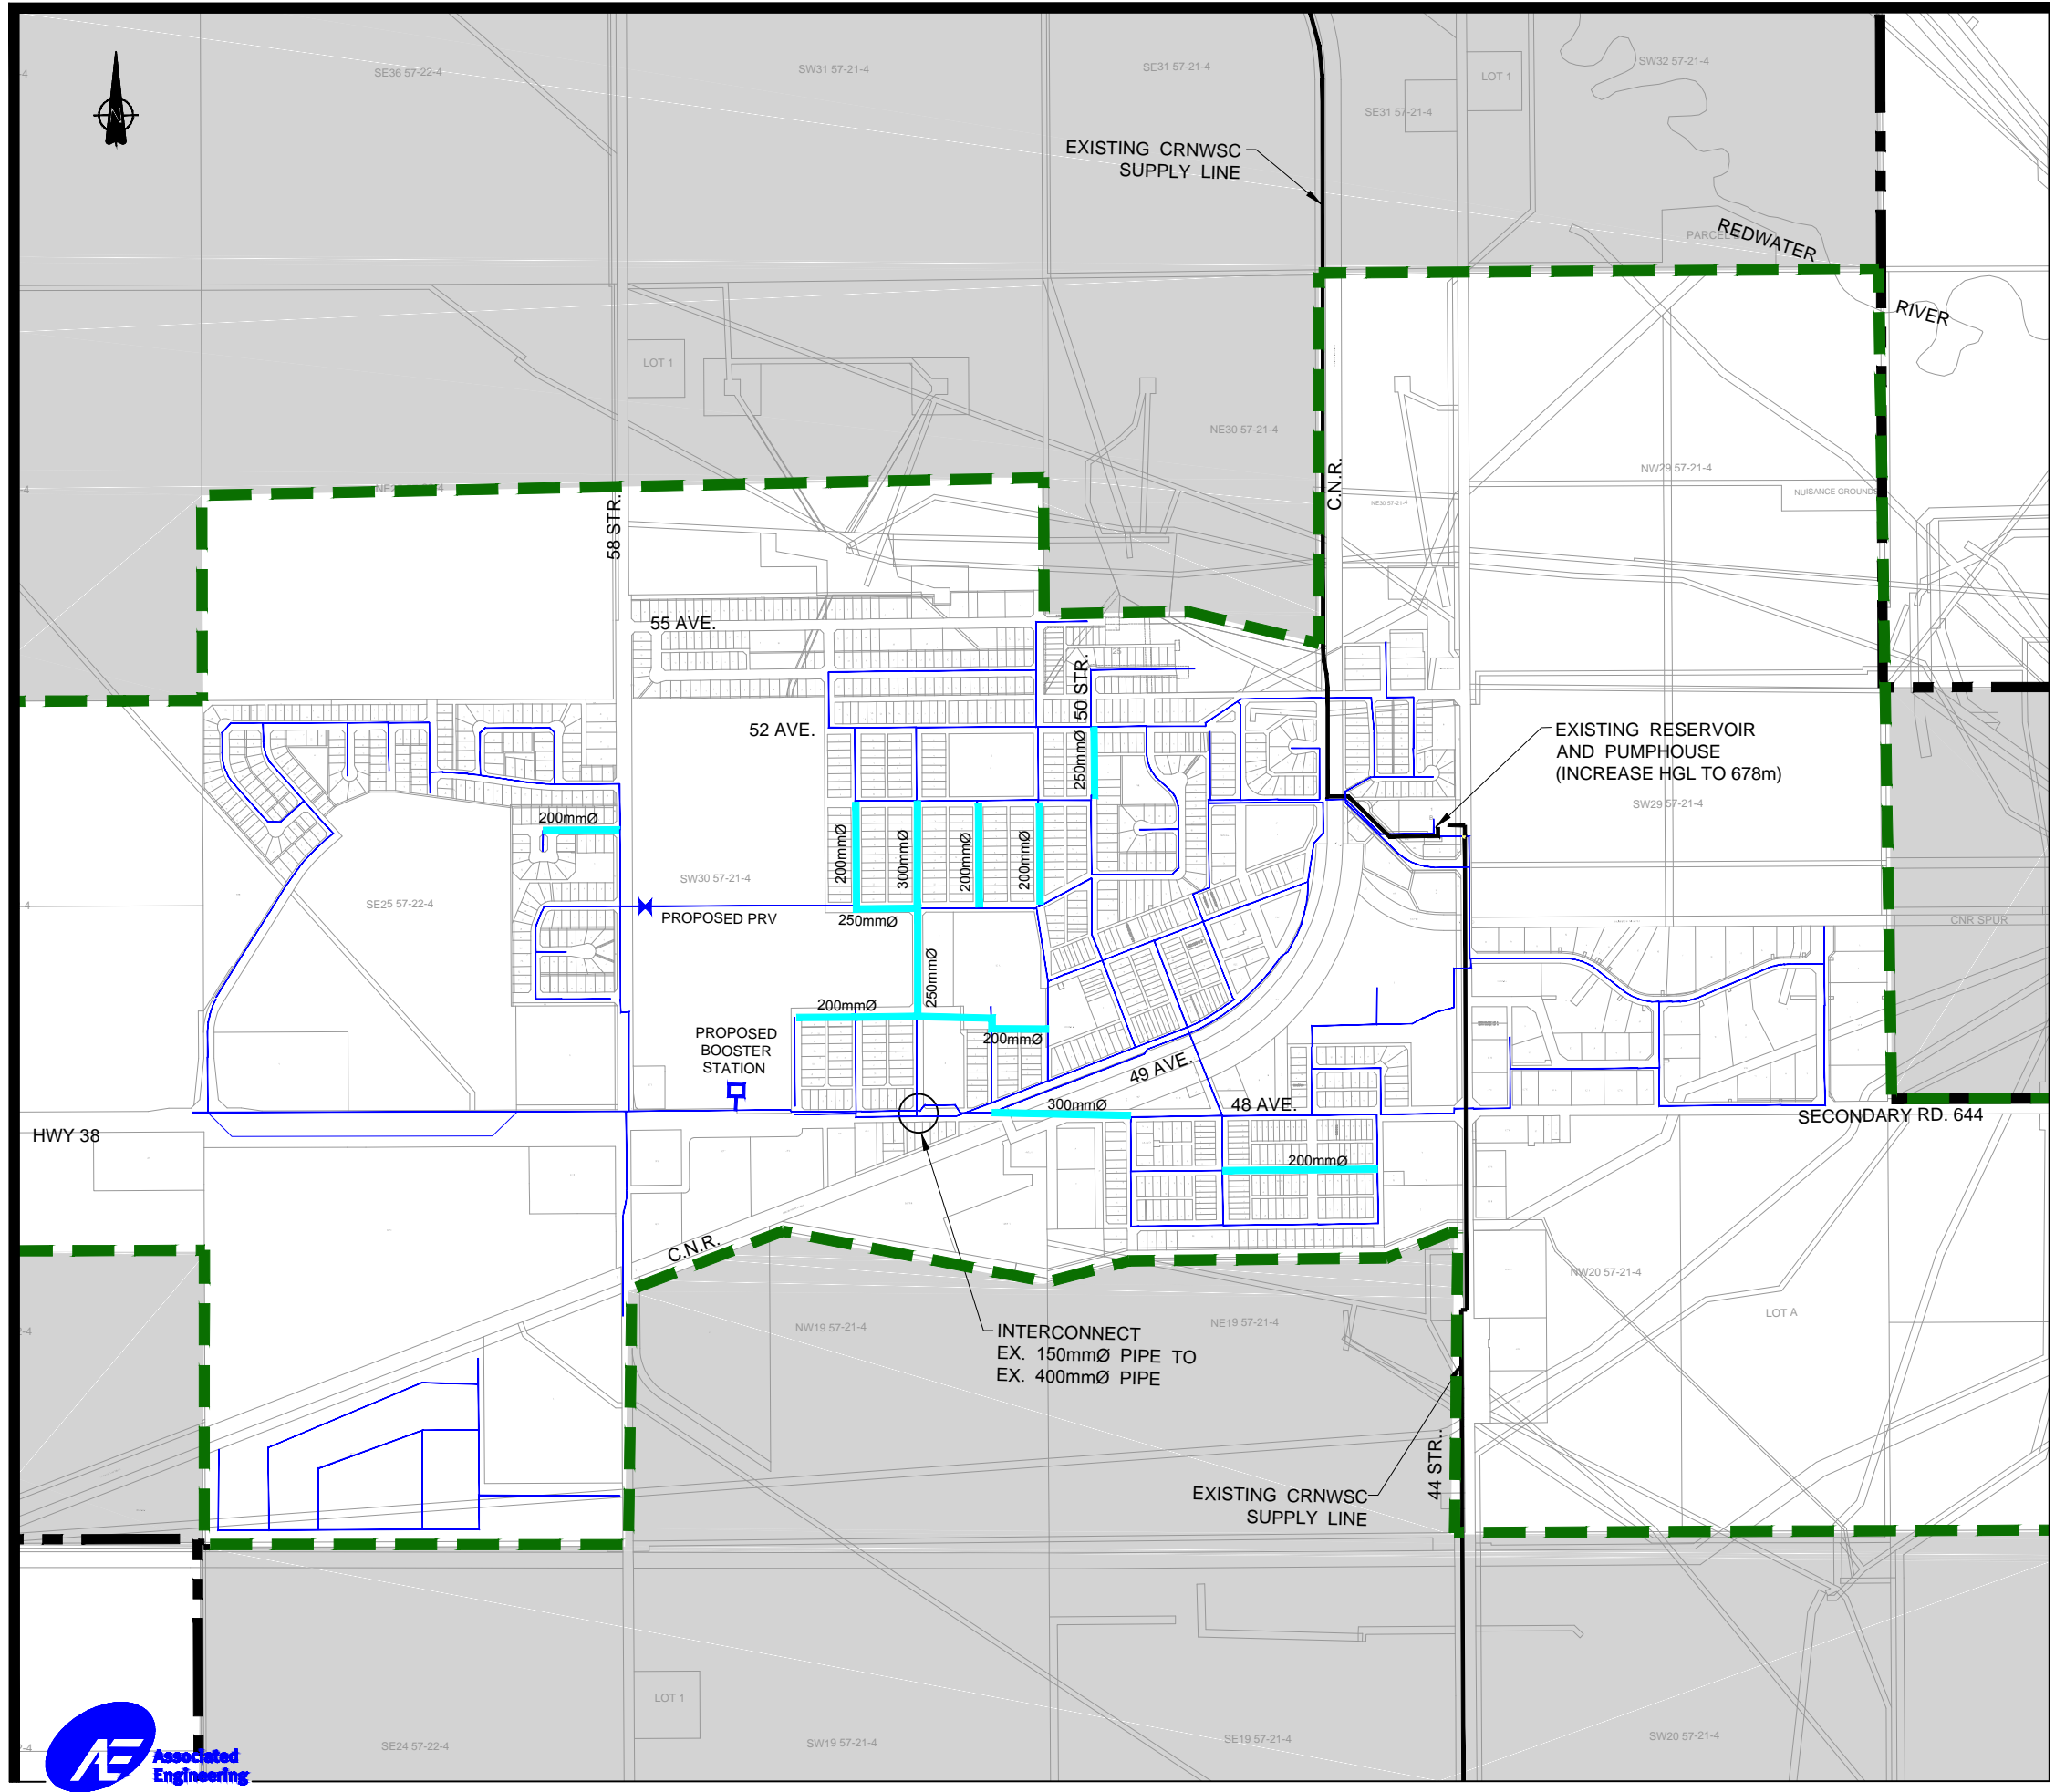 SE36 57-22-4
SW31 57-21-4
SE31 57-21-4
LOT 1
SW32 57-21-4
SE31 57-21-4
N
EXISTING CRNWSC
SUPPLY LINE
REDWATER
RIVER
LOT 1
NE30 57-21-4
C.N.R.
NW29 57-21-4
NUISANCE GROUNDS
NE30 57-21-4
58 STR.
55 AVE.
50 STR.
52 AVE.
250mmØ
EXISTING RESERVOIR
AND PUMPHOUSE
(INCREASE HGL TO 678m)
SW29 57-21-4
200mmØ
200mmØ
300mmØ
200mmØ
200mmØ
SW30 57-21-4
SE25 57-22-4
PROPOSED PRV
250mmØ
CNR SPUR
250mmØ
200mmØ
200mmØ
PROPOSED
BOOSTER
STATION
49 AVE.
300mmØ
48 AVE.
SECONDARY RD. 644
HWY 38
200mmØ
C.N.R.
NW20 57-21-4
LOT A
NW19 57-21-4
NE19 57-21-4
INTERCONNECT
EX. 150mmØ PIPE TO
EX. 400mmØ PIPE
44 STR..
EXISTING CRNWSC
SUPPLY LINE
LOT 1
SE24 57-22-4
SW19 57-21-4
SE19 57-21-4
SW20 57-21-4
AE
Associated
Engineering